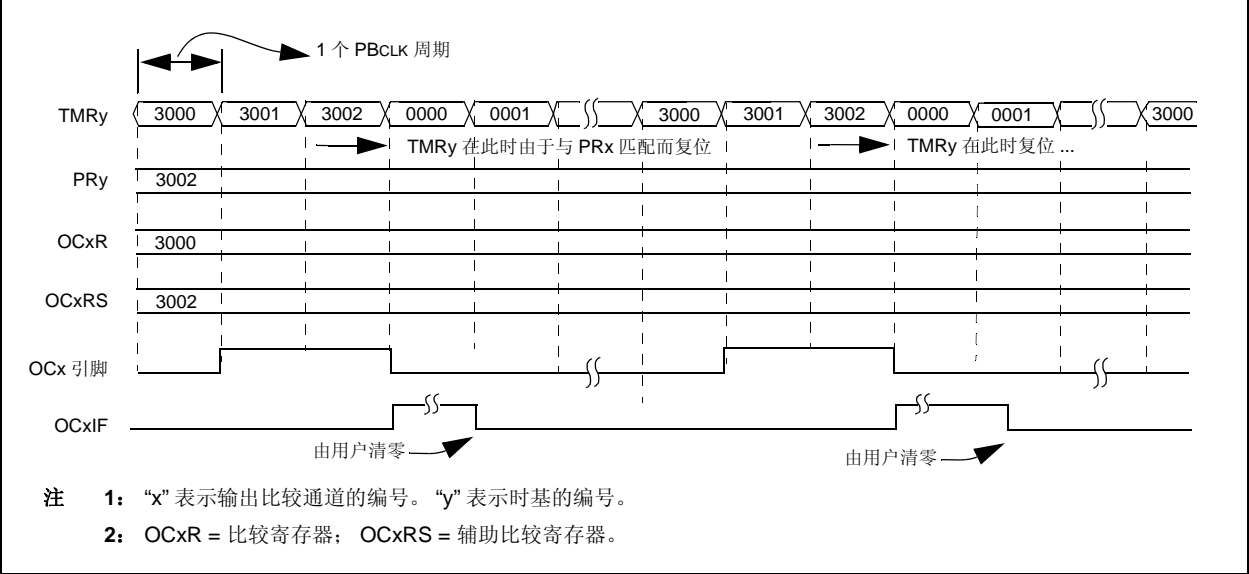 1 个 PBCLK 周期
TMRy 3000 3001 3002 0000 0001 3000 3001 3002 0000 0001 3000
TMRy 在此时由于与 PRx 匹配而复位 TMRy 在此时复位 ...
PRy 3002
OCxR 3000
OCxRS 3002
OCx 引脚
OCxIF
由用户清零 由用户清零
注 1： “x” 表示输出比较通道的编号。 “y” 表示时基的编号。
2： OCxR = 比较寄存器； OCxRS = 辅助比较寄存器。